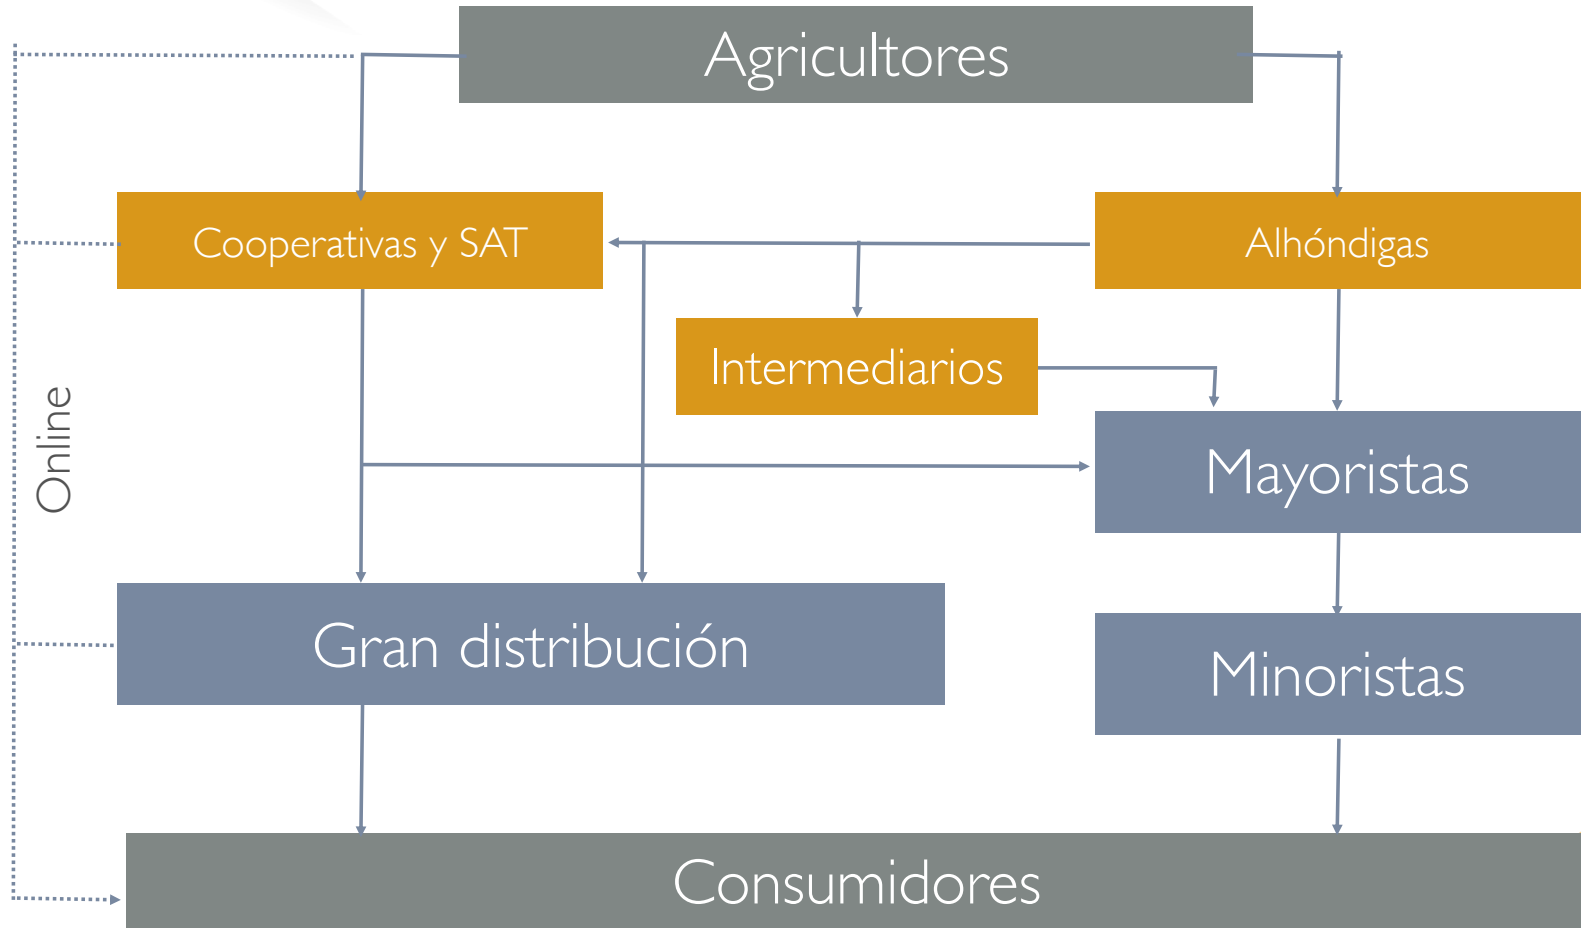 Agricultores
Cooperativas y SAT
Alhóndigas
Intermediarios
Online
Mayoristas
Gran distribución
Minoristas
Consumidores